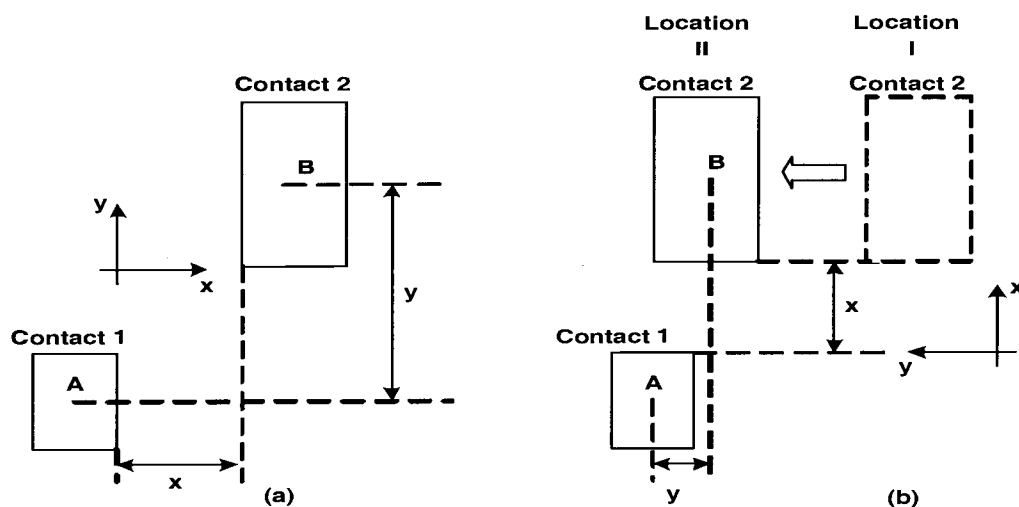 Contact 2
B
y
x
y
Contact 1
A
x
(a)
Location
II
Location
I
Contact 2
Contact 2
B
x
x
Contact 1
y
A
y
(b)